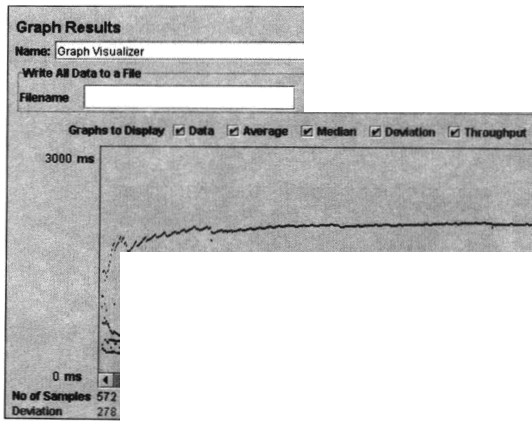 Graph Results
Name: Graph Visualizer
Write All Data to a File
Filename
Graphs to Display Data Average Median Deviation Throughput
3000 ms
0 ms
No of Samples 572
Deviation 278